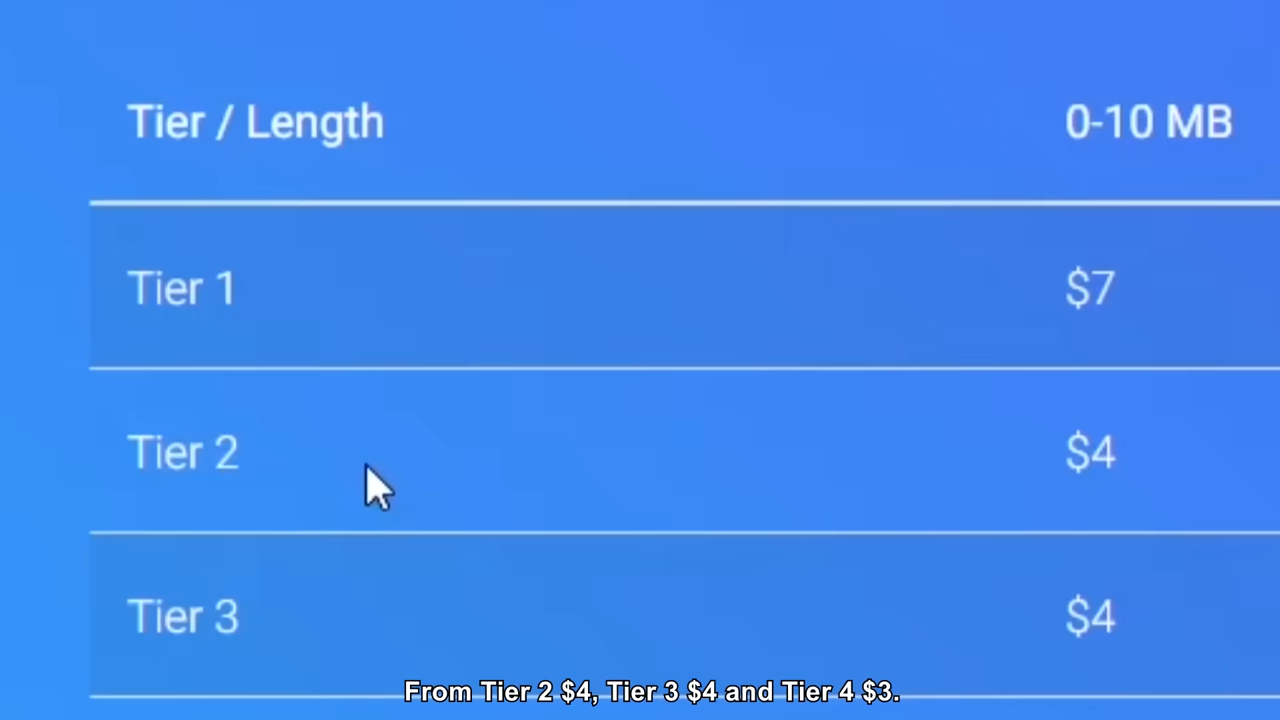 Tier / Length 0-10 MB
Tier 1 $7
Tier 2 $4
Tier 3 $4
From Tier 2 $4, Tier 3 $4 and Tier 4 $3.